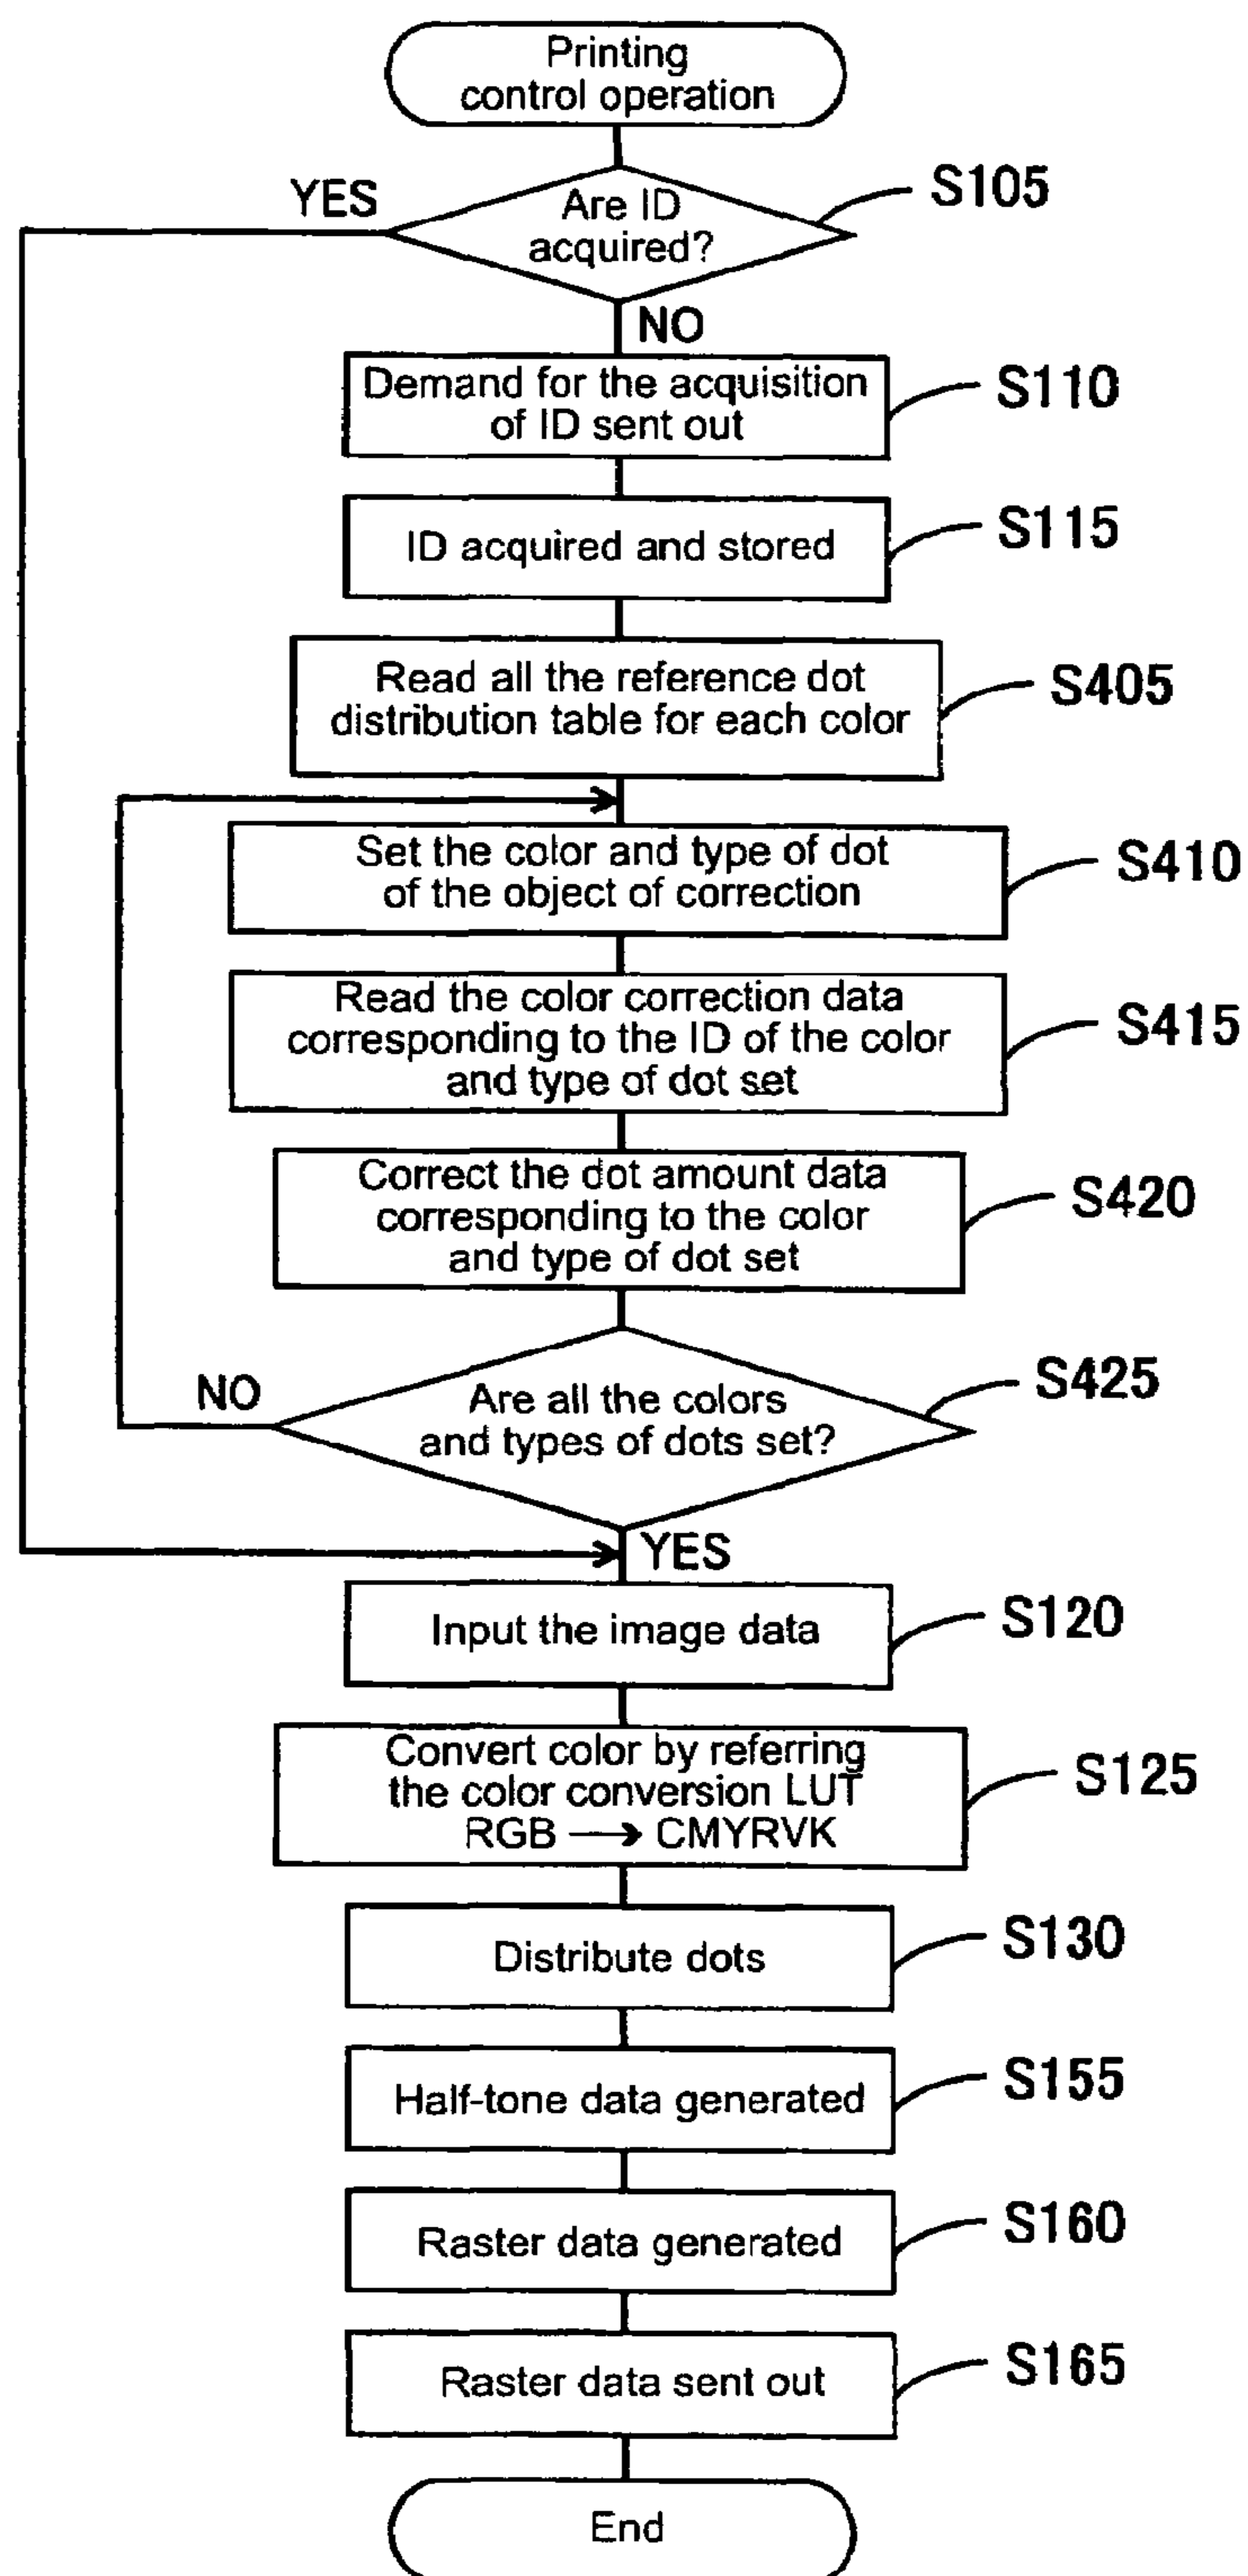 Printing
control operation
YES
Are ID
acquired?
S105
NO
Demand for the acquisition
of ID sent out
S110
ID acquired and stored
S115
Read all the reference dot
distribution table for each color
S405
Set the color and type of dot
of the object of correction
S410
Read the color correction data
corresponding to the ID of the color
and type of dot set
S415
Correct the dot amount data
corresponding to the color
and type of dot set
S420
NO
Are all the colors
and types of dots set?
S425
YES
Input the image data
S120
Convert color by referring
the color conversion LUT
RGB → CMYRVK
S125
Distribute dots
S130
Half-tone data generated
S155
Raster data generated
S160
Raster data sent out
S165
End